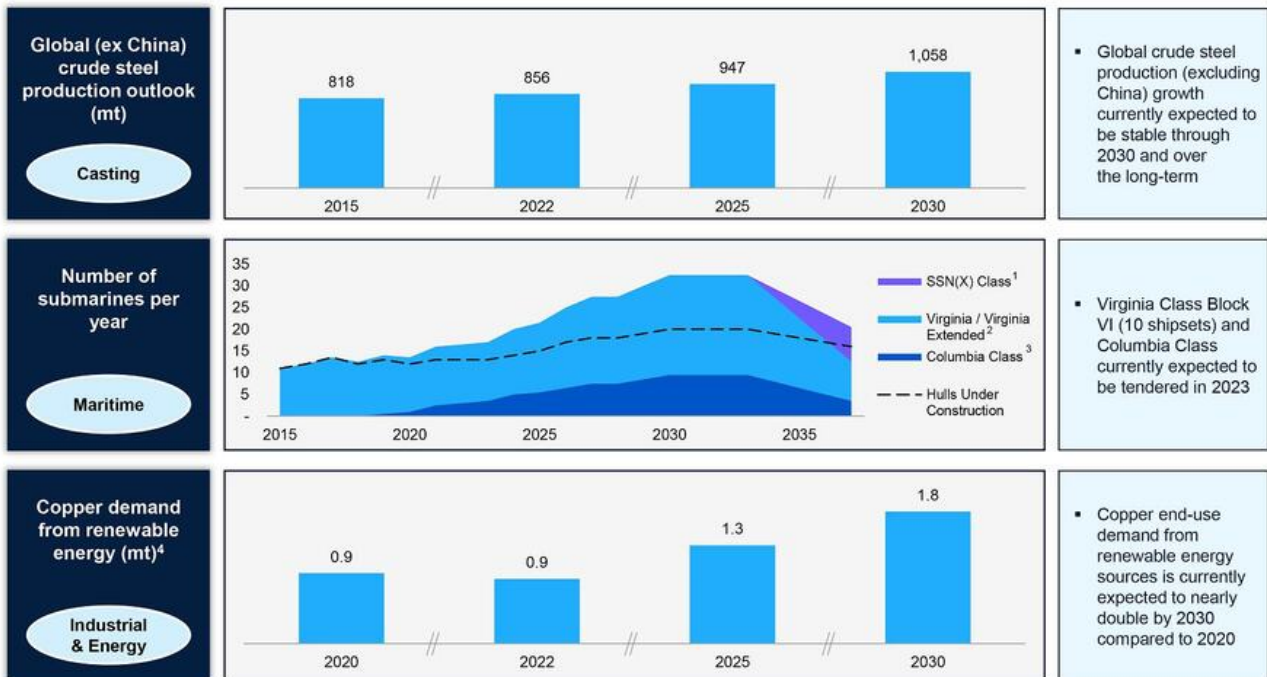 Global (ex China)
crude steel
production outlook
(mt)
Casting
818
856
947
1,058
2015
2022
2025
2030
▪ Global crude steel
production (excluding
China) growth
currently expected to
be stable through
2030 and over
the long-term
Number of
submarines per
year
Maritime
35
30
25
20
15
10
5
-
2015
2020
2025
2030
2035
SSN(X) Class¹
Virginia / Virginia
Extended²
Columbia Class³
Hulls Under
Construction
▪ Virginia Class Block
VI (10 shipsets) and
Columbia Class
currently expected to
be tendered in 2023
Copper demand
from renewable
energy (mt)⁴
Industrial
& Energy
0.9
0.9
1.3
1.8
2020
2022
2025
2030
▪ Copper end-use
demand from
renewable energy
sources is currently
expected to nearly
double by 2030
compared to 2020